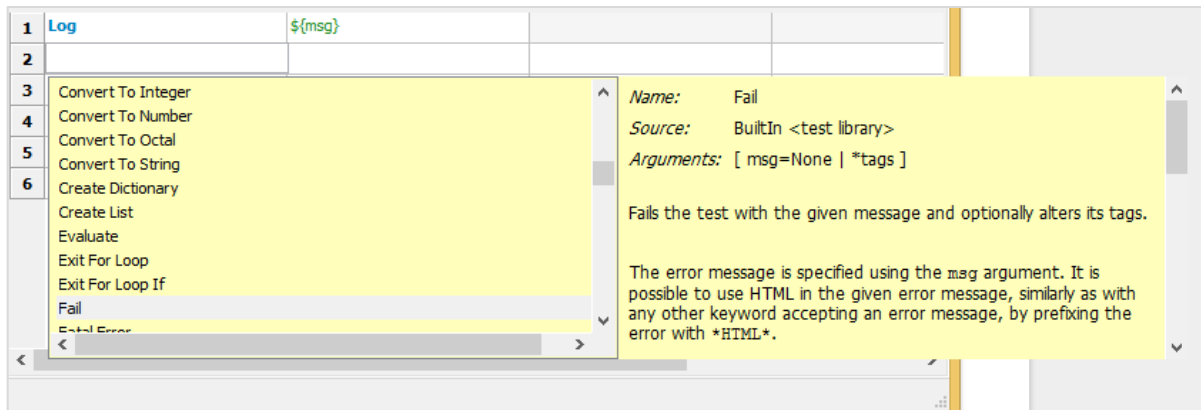 1 Log ${msg}
2
3
4
5
6
Convert To Integer
Convert To Number
Convert To Octal
Convert To String
Create Dictionary
Create List
Evaluate
Exit For Loop
Exit For Loop If
Fail
Fatal Error
Name: Fail
Source: BuiltIn <test library>
Arguments: [ msg=None | *tags ]
Fails the test with the given message and optionally alters its tags.
The error message is specified using the msg argument. It is
possible to use HTML in the given error message, similarly as with
any other keyword accepting an error message, by prefixing the
error with *HTML*.